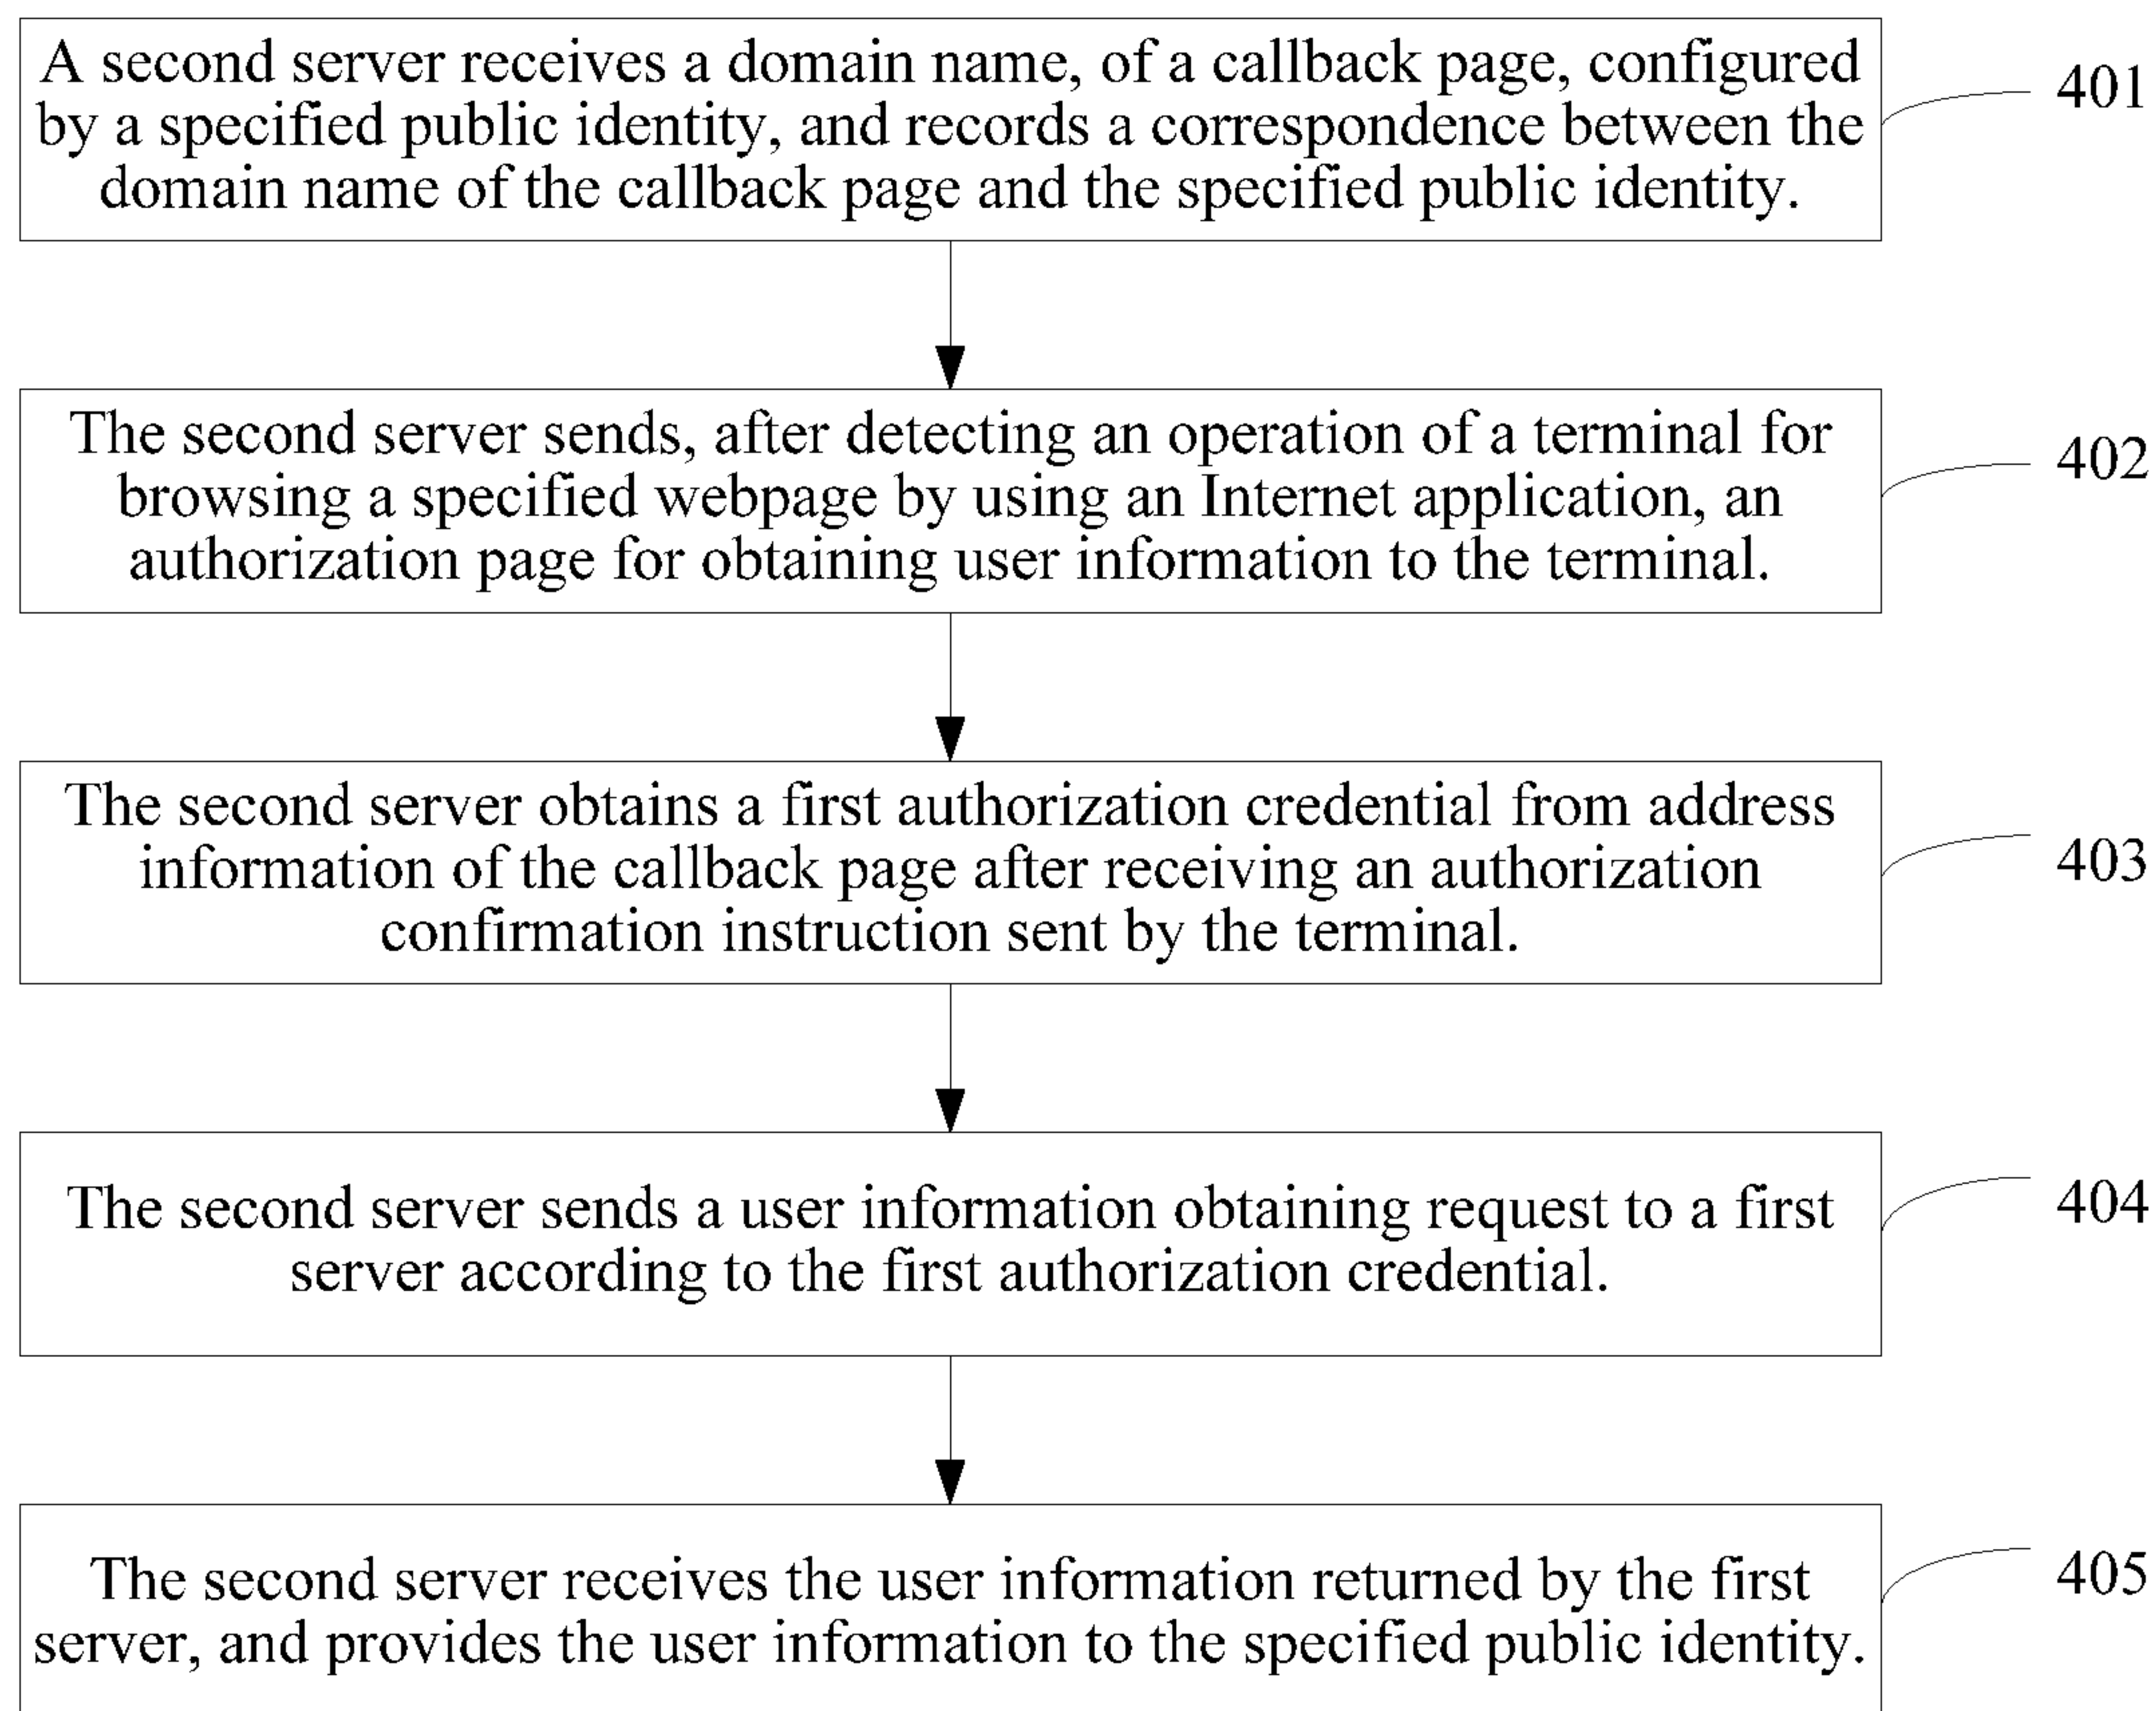 A second server receives a domain name, of a callback page, configured
by a specified public identity, and records a correspondence between the
domain name of the callback page and the specified public identity.
401
The second server sends, after detecting an operation of a terminal for
browsing a specified webpage by using an Internet application, an
authorization page for obtaining user information to the terminal.
402
The second server obtains a first authorization credential from address
information of the callback page after receiving an authorization
confirmation instruction sent by the terminal.
403
The second server sends a user information obtaining request to a first
server according to the first authorization credential.
404
The second server receives the user information returned by the first
server, and provides the user information to the specified public identity.
405